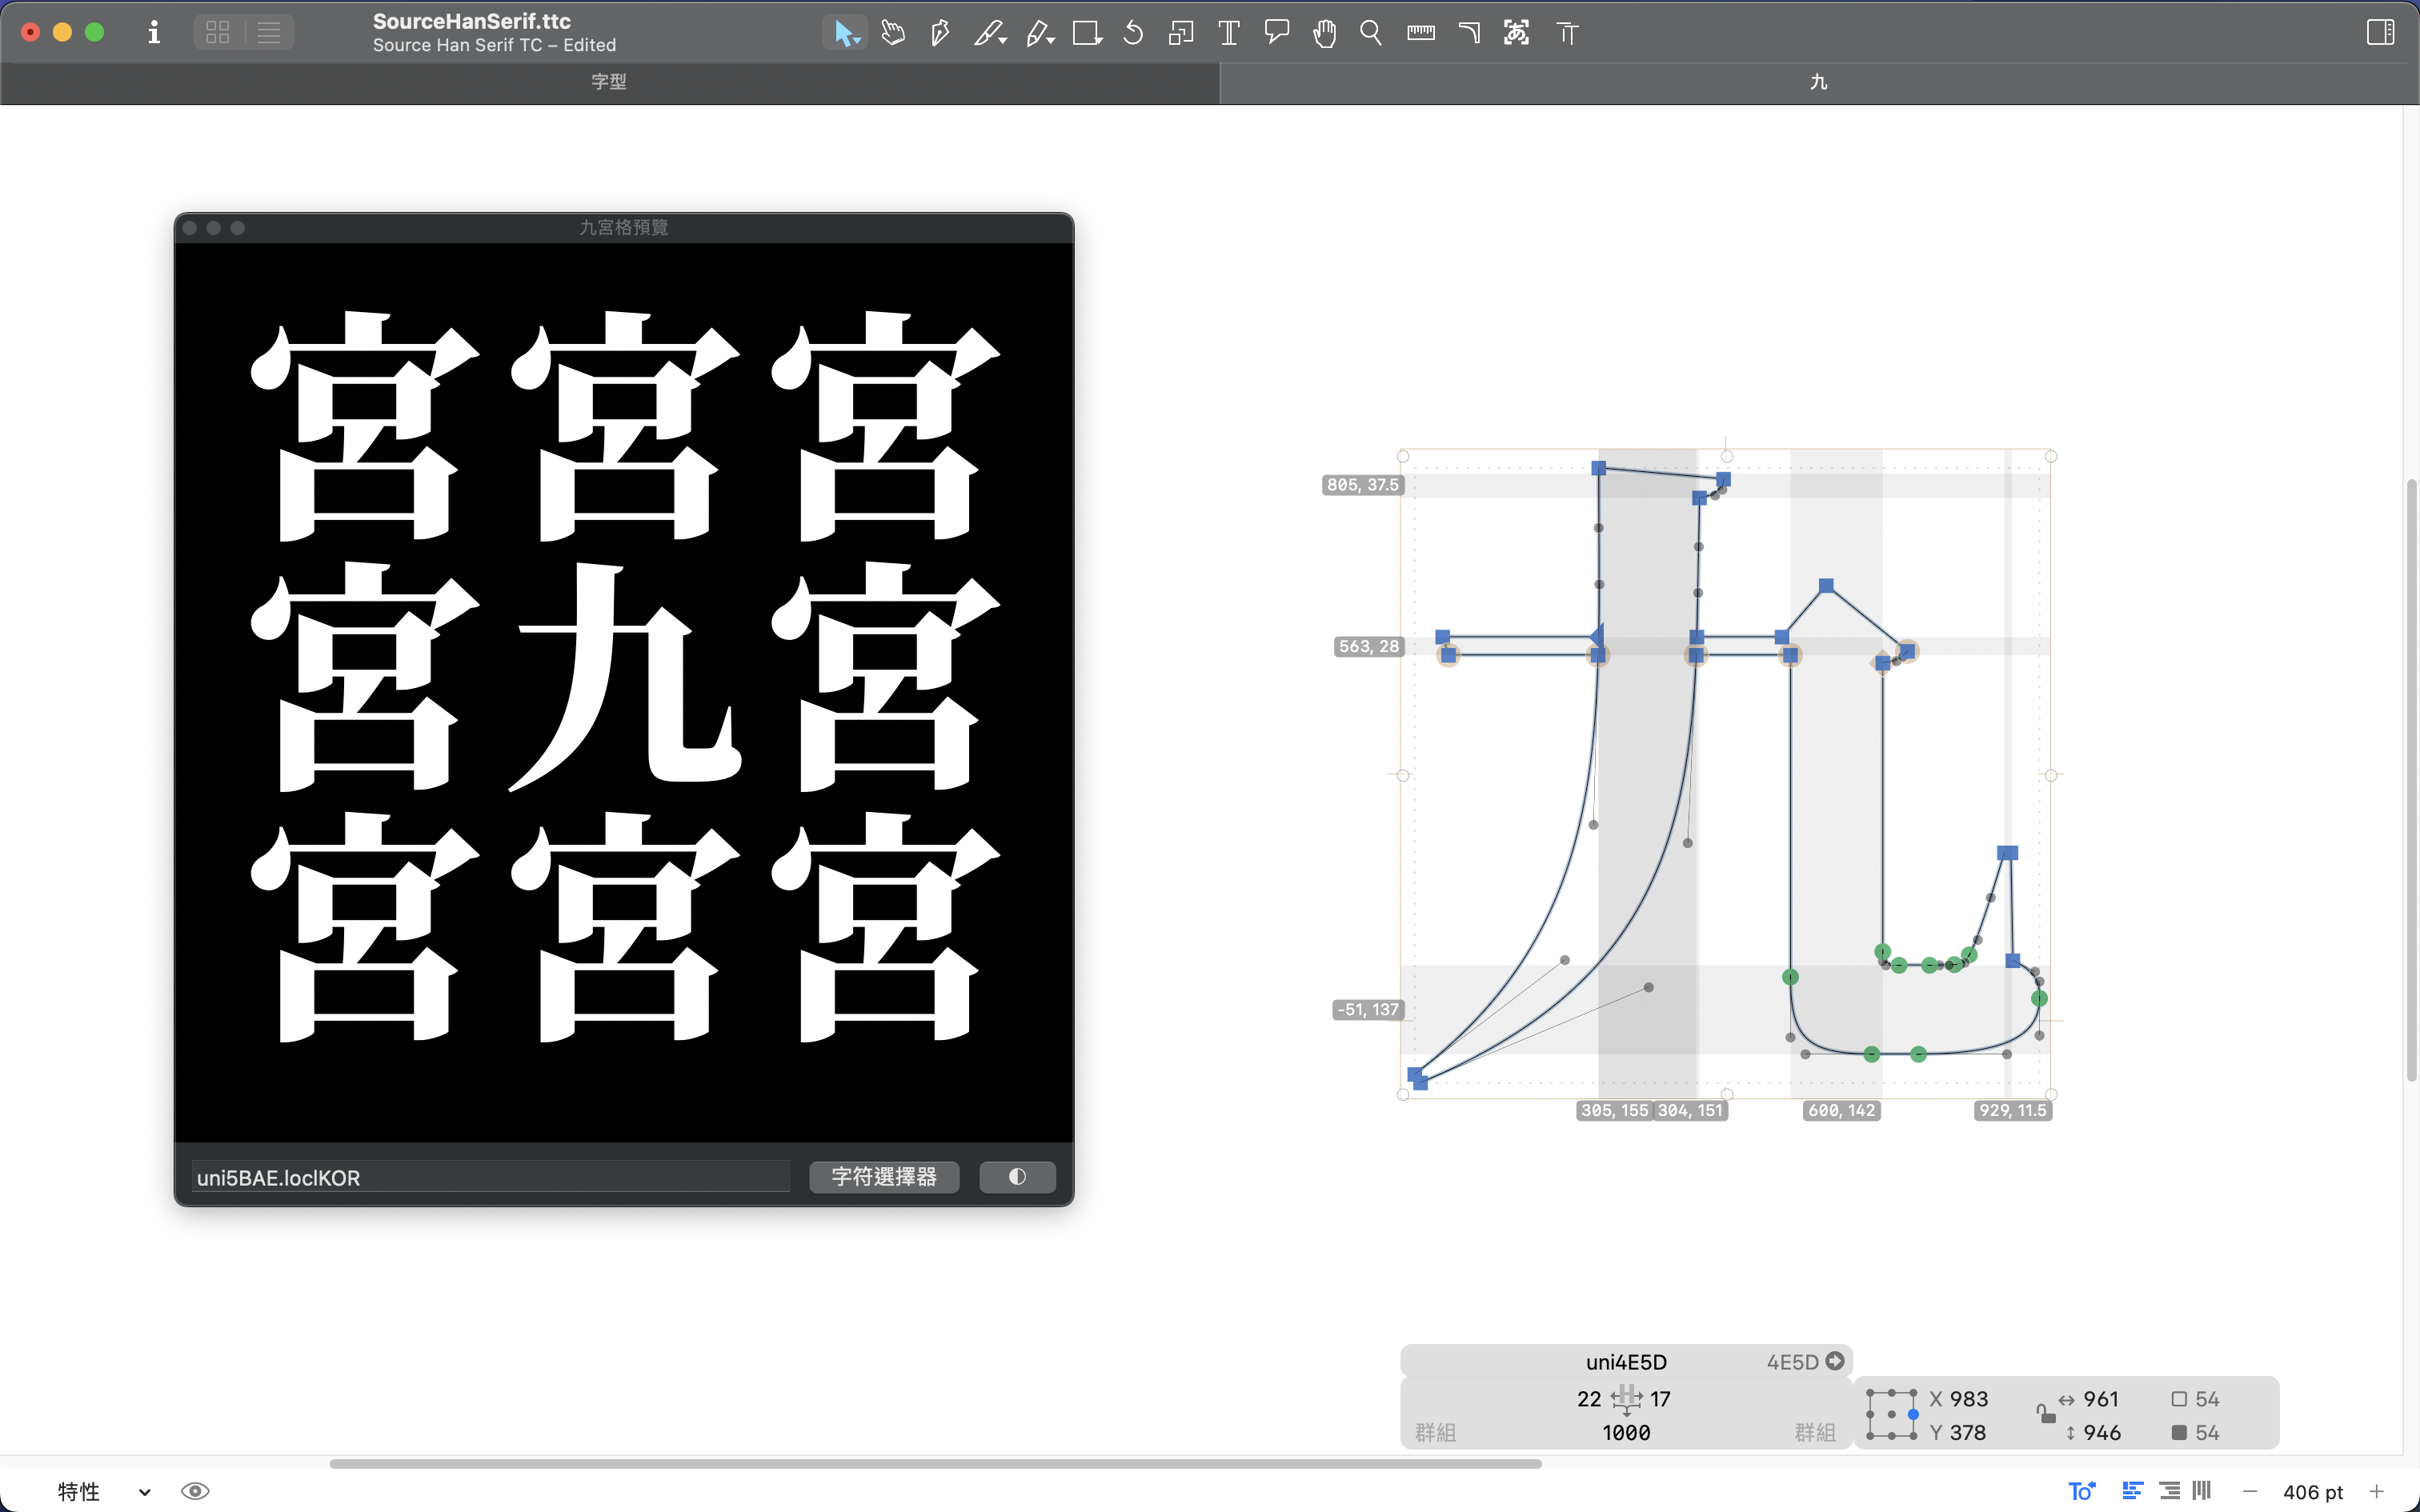 SourceHanSerif.ttc
Source Han Serif TC – Edited
字型
九
九宮格預覽
宮宮宮
宮九宮
宮宮宮
uni5BAE.loclKOR
字符選擇器
805, 37.5
563, 28
-51, 137
305, 155
304, 151
600, 142
929, 11.5
uni4E5D
4E5D
22
17
群組
1000
群組
X 983
961
54
Y 378
946
54
特性
406 pt